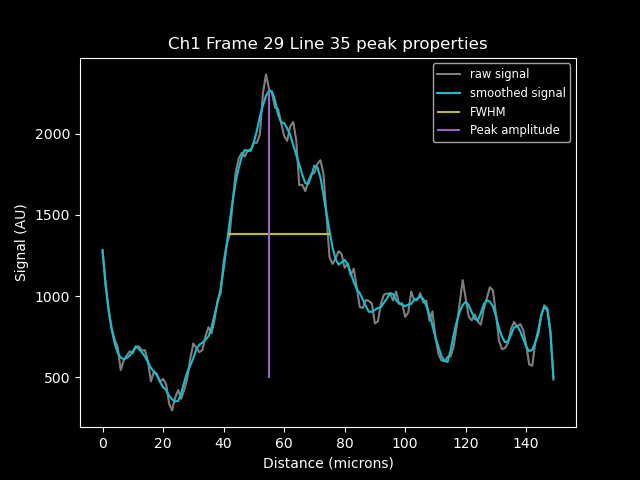 Ch1 Frame 29 Line 35 peak properties
raw signal
smoothed signal
FWHM
Peak amplitude
Signal (AU)
2000
1500
1000
500
0 20 40 60 80 100 120 140
Distance (microns)